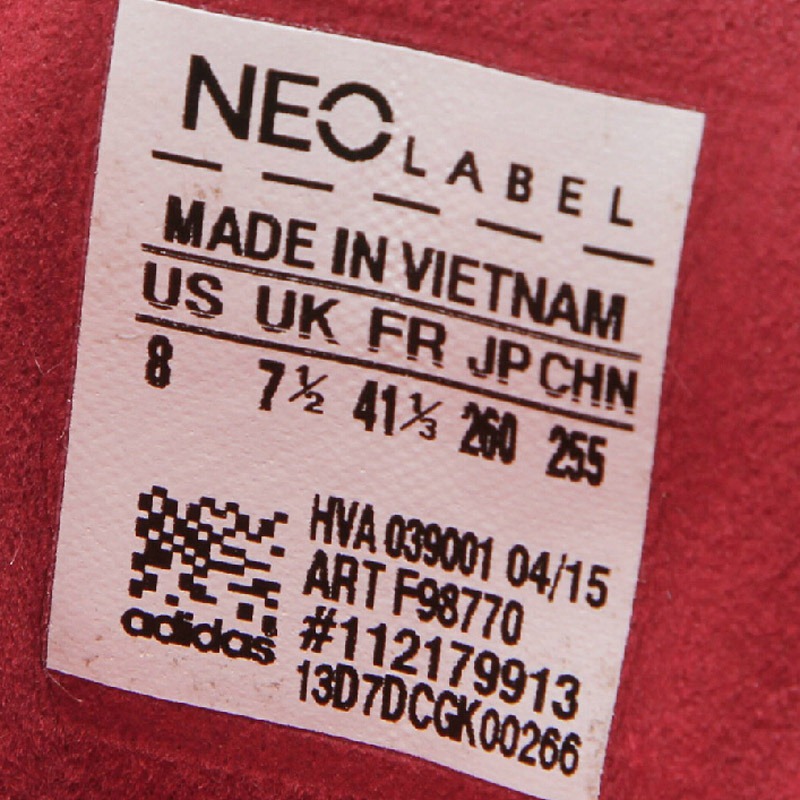 NEO LABEL
MADE IN VIETNAM
US UK FR JP CHN
8 7½ 41⅓ 260 255
HVA 039001 04/15
ART F98770
#112179913
13D7DCGK00266
adidas